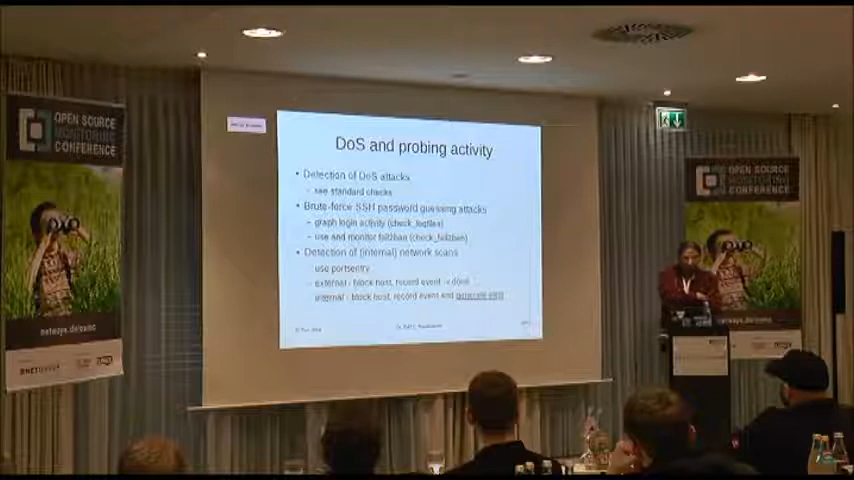 OPEN SOURCE
MONITORING
CONFERENCE
netways.de/osmc
DoS and probing activity
• Detection of DoS attacks
– see standard checks
• Brute-force SSH password guessing attacks
– graph login activity (check_logfiles)
– use and monitor fail2ban (check_fail2ban)
• Detection of (internal) network scans
use portsentry
– external - block host, record event -> done
internal - block host, record event and generate alert
OPEN SOURCE
MONITORING
CONFERENCE
netways.de/osmc